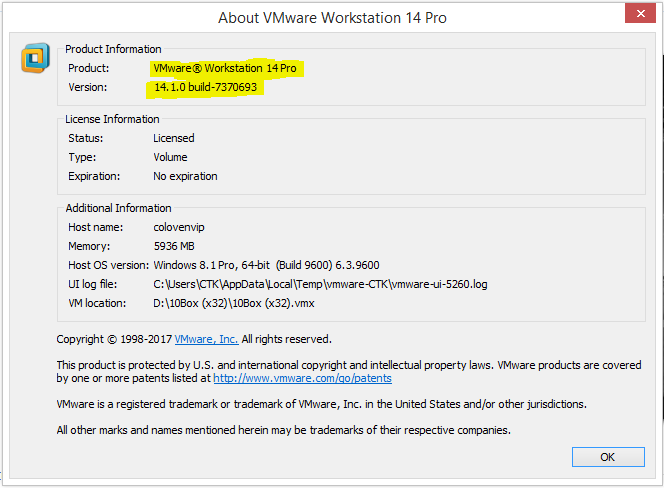 About VMware Workstation 14 Pro
Product Information
Product: VMware® Workstation 14 Pro
Version: 14.1.0 build-7370693
License Information
Status: Licensed
Type: Volume
Expiration: No expiration
Additional Information
Host name: colovenvip
Memory: 5936 MB
Host OS version: Windows 8.1 Pro, 64-bit (Build 9600) 6.3.9600
UI log file: C:\Users\CTK\AppData\Local\Temp\vmware-CTK\vmware-ui-5260.log
VM location: D:\10Box (x32)\10Box (x32).vmx
Copyright © 1998-2017 VMware, Inc. All rights reserved.
This product is protected by U.S. and international copyright and intellectual property laws. VMware products are covered
by one or more patents listed at http://www.vmware.com/go/patents
VMware is a registered trademark or trademark of VMware, Inc. in the United States and/or other jurisdictions.
All other marks and names mentioned herein may be trademarks of their respective companies.
OK